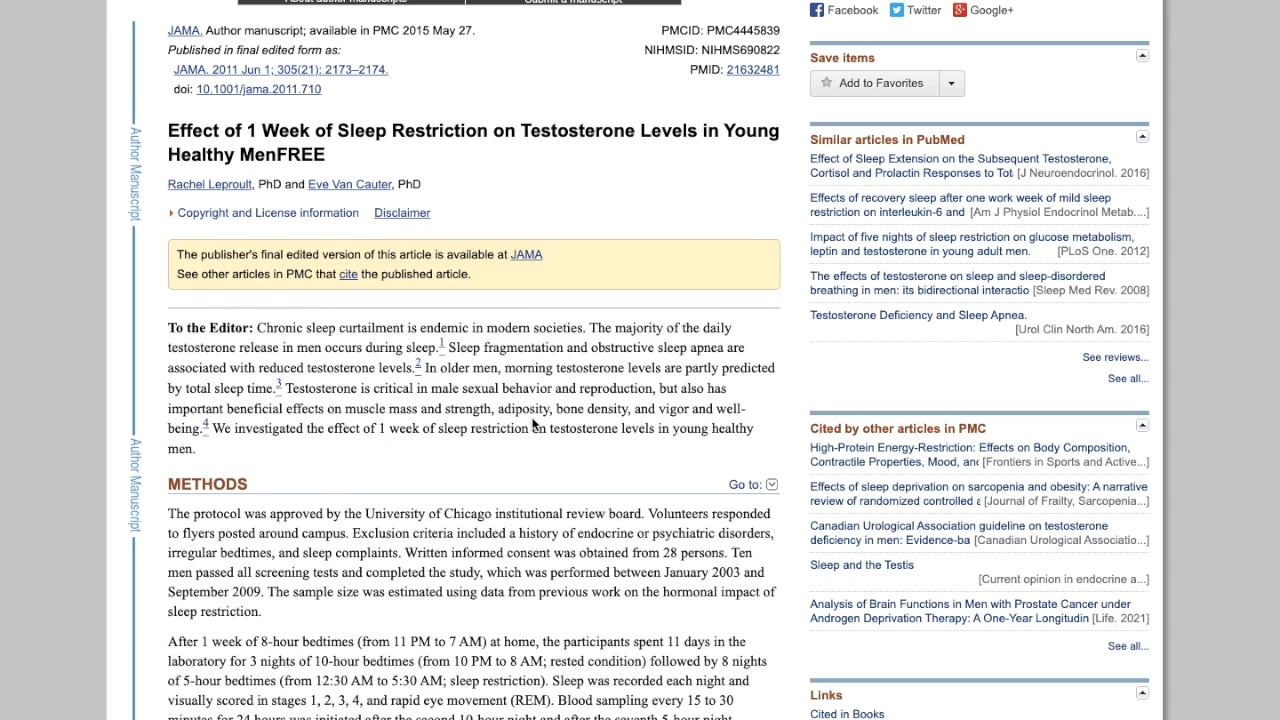 About author manuscripts
Submit a manuscript
JAMA. Author manuscript; available in PMC 2015 May 27.
Published in final edited form as:
JAMA. 2011 Jun 1; 305(21): 2173–2174.
doi: 10.1001/jama.2011.710
PMCID: PMC4445839
NIHMSID: NIHMS690822
PMID: 21632481
Effect of 1 Week of Sleep Restriction on Testosterone Levels in Young
Healthy MenFREE
Rachel Leproult, PhD and Eve Van Cauter, PhD
Copyright and License information
Disclaimer
The publisher's final edited version of this article is available at JAMA
See other articles in PMC that cite the published article.
To the Editor: Chronic sleep curtailment is endemic in modern societies. The majority of the daily
testosterone release in men occurs during sleep.1 Sleep fragmentation and obstructive sleep apnea are
associated with reduced testosterone levels.2 In older men, morning testosterone levels are partly predicted
by total sleep time.3 Testosterone is critical in male sexual behavior and reproduction, but also has
important beneficial effects on muscle mass and strength, adiposity, bone density, and vigor and well-
being.4 We investigated the effect of 1 week of sleep restriction on testosterone levels in young healthy
men.
METHODS
Go to:
The protocol was approved by the University of Chicago institutional review board. Volunteers responded
to flyers posted around campus. Exclusion criteria included a history of endocrine or psychiatric disorders,
irregular bedtimes, and sleep complaints. Written informed consent was obtained from 28 persons. Ten
men passed all screening tests and completed the study, which was performed between January 2003 and
September 2009. The sample size was estimated using data from previous work on the hormonal impact of
sleep restriction.
After 1 week of 8-hour bedtimes (from 11 PM to 7 AM) at home, the participants spent 11 days in the
laboratory for 3 nights of 10-hour bedtimes (from 10 PM to 8 AM; rested condition) followed by 8 nights
of 5-hour bedtimes (from 12:30 AM to 5:30 AM; sleep restriction). Sleep was recorded each night and
visually scored in stages 1, 2, 3, 4, and rapid eye movement (REM). Blood sampling every 15 to 30
minutes for 24 hours was initiated after the second 10-hour night and after the seventh 5-hour night.
Author Manuscript
Author Manuscript
Facebook
Twitter
Google+
Save items
Add to Favorites
Similar articles in PubMed
Effect of Sleep Extension on the Subsequent Testosterone,
Cortisol and Prolactin Responses to Tot [J Neuroendocrinol. 2016]
Effects of recovery sleep after one work week of mild sleep
restriction on interleukin-6 and [Am J Physiol Endocrinol Metab....]
Impact of five nights of sleep restriction on glucose metabolism,
leptin and testosterone in young adult men. [PLoS One. 2012]
The effects of testosterone on sleep and sleep-disordered
breathing in men: its bidirectional interactio [Sleep Med Rev. 2008]
Testosterone Deficiency and Sleep Apnea.
[Urol Clin North Am. 2016]
See reviews...
See all...
Cited by other articles in PMC
High-Protein Energy-Restriction: Effects on Body Composition,
Contractile Properties, Mood, and [Frontiers in Sports and Active...]
Effects of sleep deprivation on sarcopenia and obesity: A narrative
review of randomized controlled a [Journal of Frailty, Sarcopenia...]
Canadian Urological Association guideline on testosterone
deficiency in men: Evidence-ba [Canadian Urological Associatio...]
Sleep and the Testis
[Current opinion in endocrine a...]
Analysis of Brain Functions in Men with Prostate Cancer under
Androgen Deprivation Therapy: A One-Year Longitudin [Life. 2021]
See all...
Links
Cited in Books